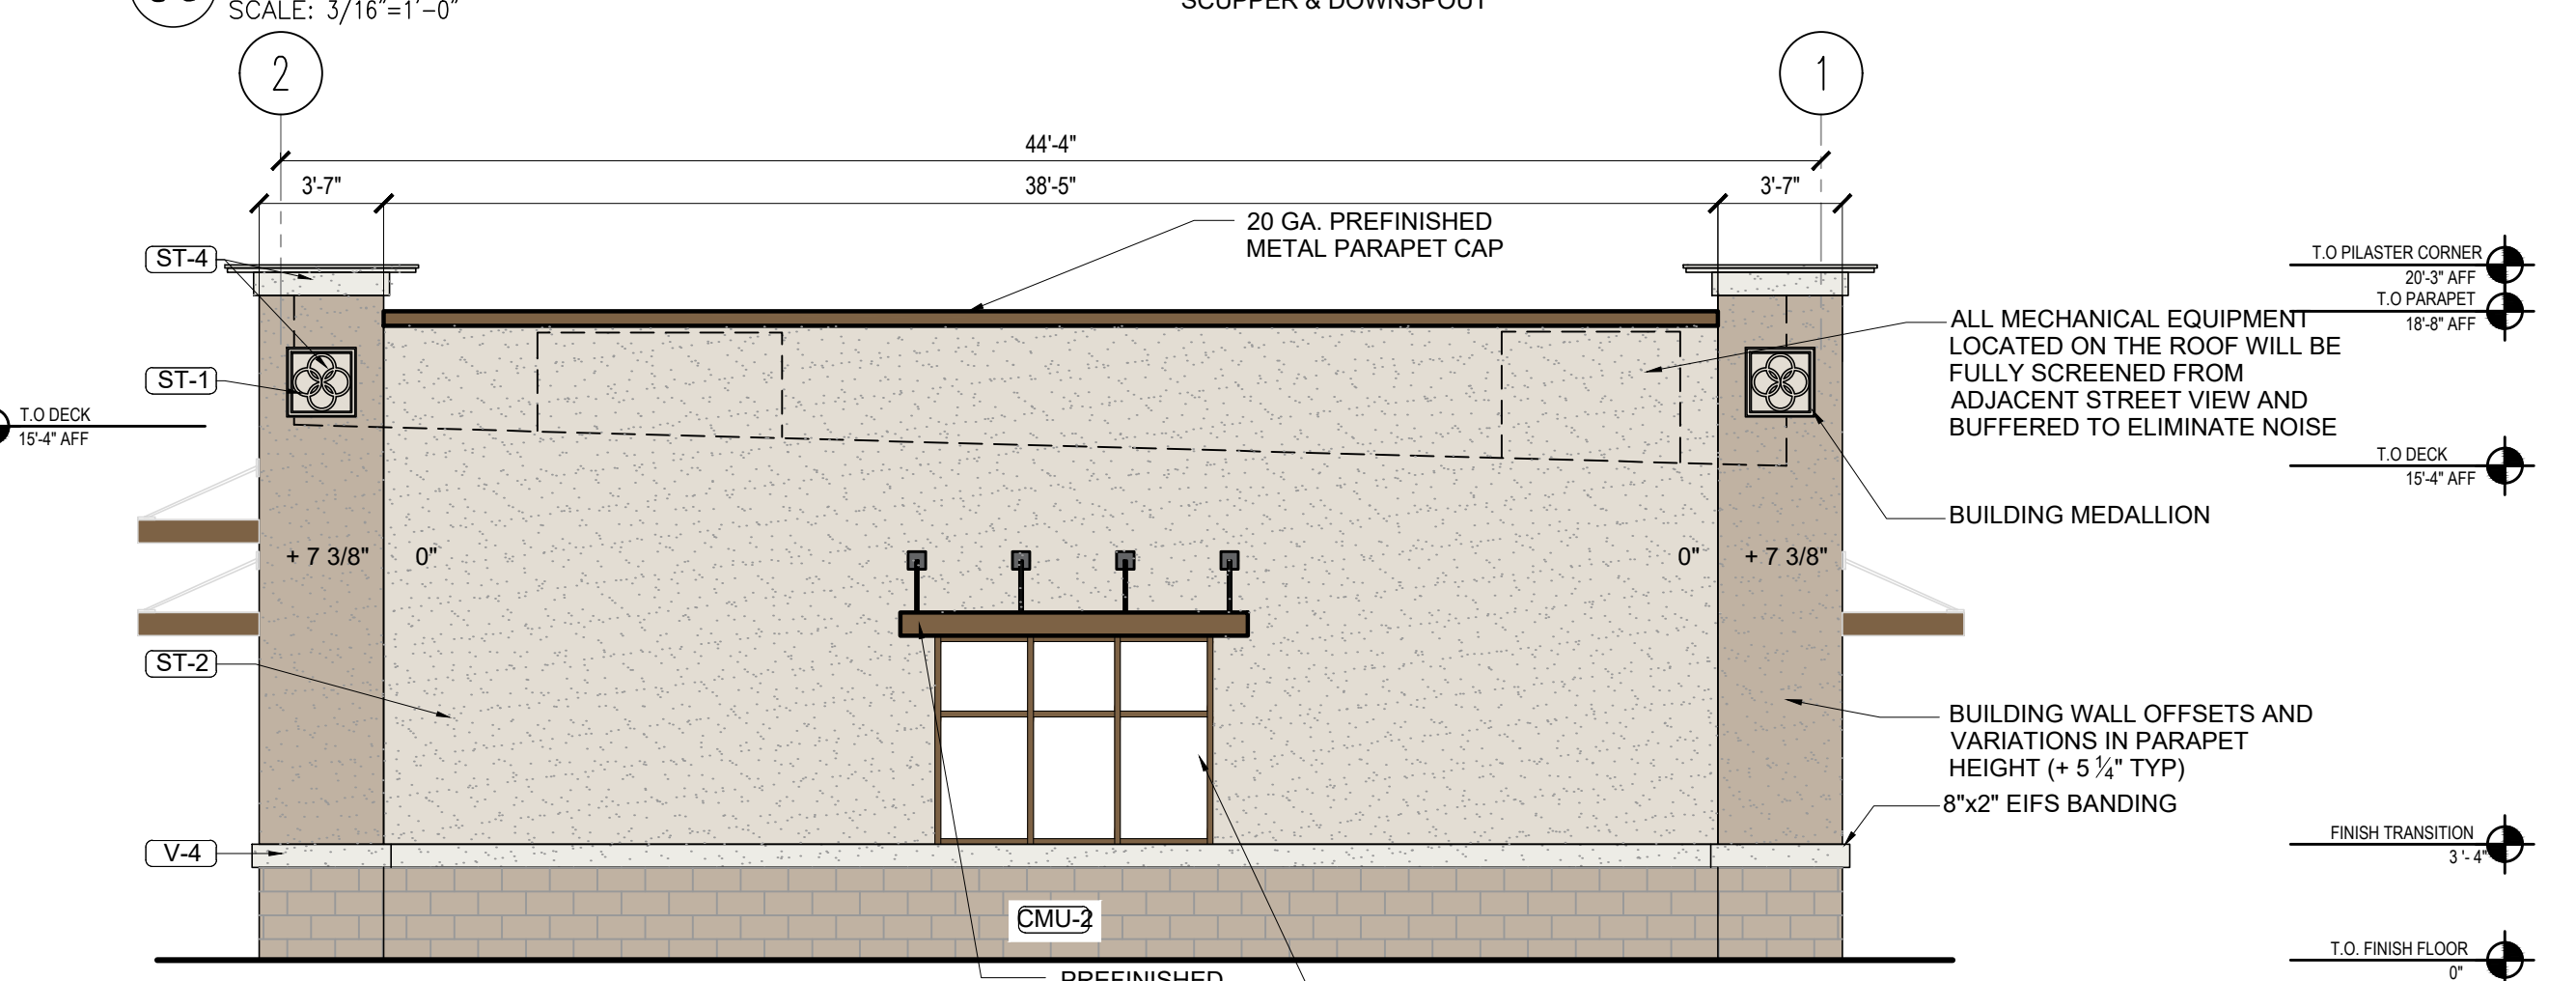 SCALE: 3/16"=1'-0"
2
1
44'-4"
3'-7"
38'-5"
3'-7"
20 GA. PREFINISHED
METAL PARAPET CAP
ST-4
ST-1
T.O DECK
15'-4" AFF
T.O PILASTER CORNER
20'-3" AFF
T.O PARAPET
18'-8" AFF
ALL MECHANICAL EQUIPMENT
LOCATED ON THE ROOF WILL BE
FULLY SCREENED FROM
ADJACENT STREET VIEW AND
BUFFERED TO ELIMINATE NOISE
T.O DECK
15'-4" AFF
BUILDING MEDALLION
+ 7 3/8"
0"
0"
+ 7 3/8"
ST-2
BUILDING WALL OFFSETS AND
VARIATIONS IN PARAPET
HEIGHT (+ 5 ¼" TYP)
8"x2" EIFS BANDING
V-4
FINISH TRANSITION
3 '- 4"
CMU-2
T.O. FINISH FLOOR
0"
PREFINISHED
SCUPPER & DOWNSPOUT